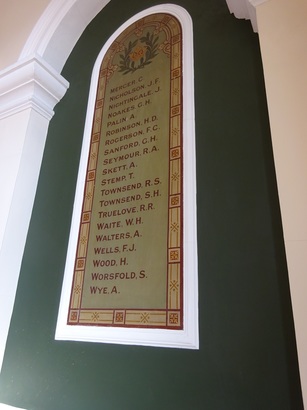 MERCER, C.
NICHOLSON, J.F.
NIGHTINGALE, J.
NOAKES, G.H.
PALIN, A.
ROBINSON, H.D.
ROGERSON, F.C.
SANFORD, G.H.
SEYMOUR, R.A.
SKETT, A.
STEMP, T.
TOWNSEND, R.S.
TOWNSEND, S.H.
TRUELOVE, R.R.
WAITE, W.H.
WALTERS, A.
WELLS, F.J.
WOOD, H.
WORSFOLD, S.
WYE, A.